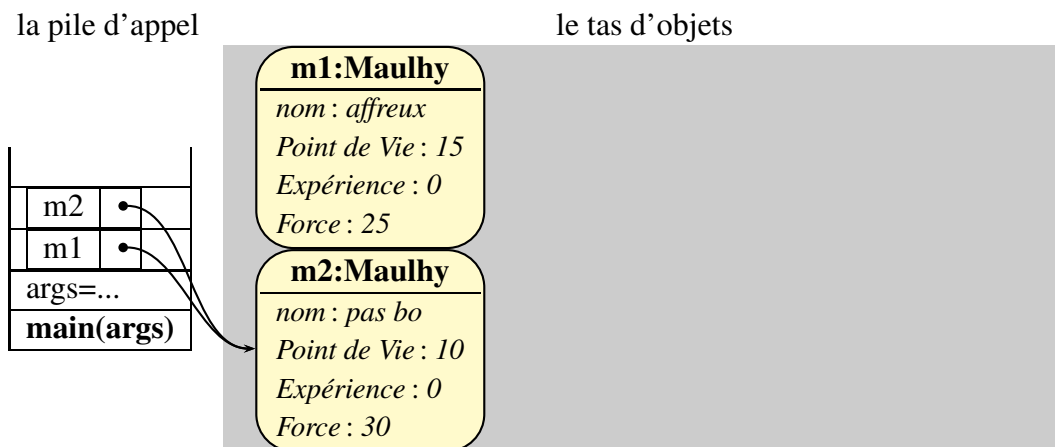 la pile d'appel
le tas d'objets
m1:Maulhy
nom : affreux
Point de Vie : 15
Expérience : 0
Force : 25
m2
m1
args=...
main(args)
m2:Maulhy
nom : pas bo
Point de Vie : 10
Expérience : 0
Force : 30